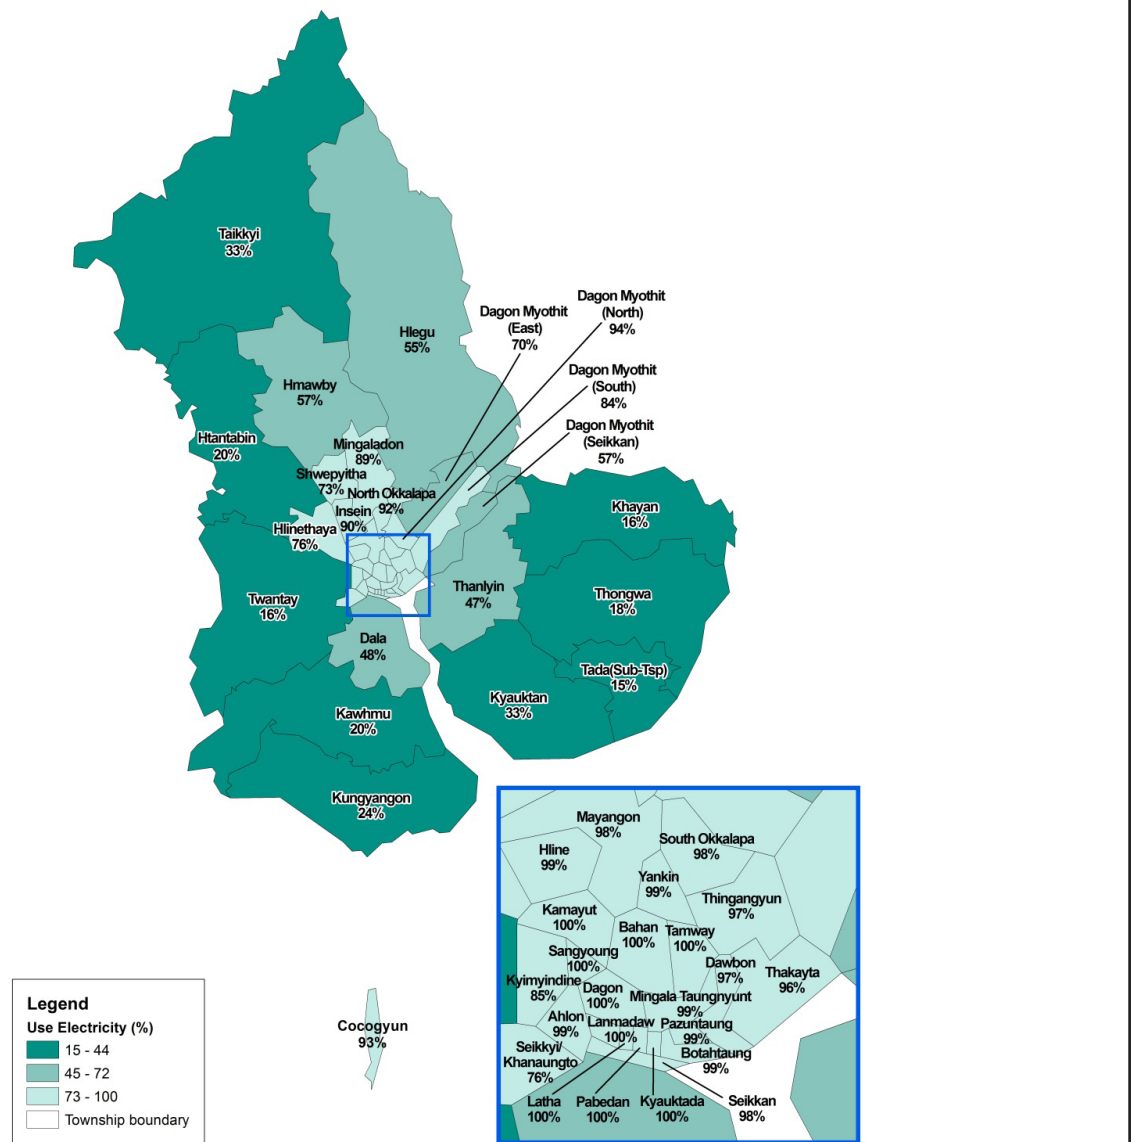 Taikkyi
33%
Hlegu
55%
Dagon Myothit
(East)
70%
Dagon Myothit
(North)
94%
Dagon Myothit
(South)
84%
Dagon Myothit
(Seikkan)
57%
Hmawby
57%
Htantabin
20%
Mingaladon
89%
Shwepyitha
73%
North Okkalapa
92%
Insein
90%
Hlinethaya
76%
Khayan
16%
Twantay
16%
Thanlyin
47%
Thongwa
18%
Dala
48%
Tada(Sub-Tsp)
15%
Kyauktan
33%
Kawhmu
20%
Kungyangon
24%
Mayangon
98%
South Okkalapa
98%
Hline
99%
Yankin
99%
Thingangyun
97%
Kamayut
100%
Bahan
100%
Tamway
100%
Sangyoung
100%
Dawbon
97%
Thakayta
96%
Kyimyindine
85%
Dagon
100%
Mingala Taungnyunt
99%
Ahlon
99%
Lanmadaw
100%
Pazuntaung
99%
Seikkyi/
Khanaungto
76%
Botahtaung
99%
Latha
100%
Pabedan
100%
Kyauktada
100%
Seikkan
98%
Cocogyun
93%
Legend
Use Electricity (%)
15 - 44
45 - 72
73 - 100
Township boundary